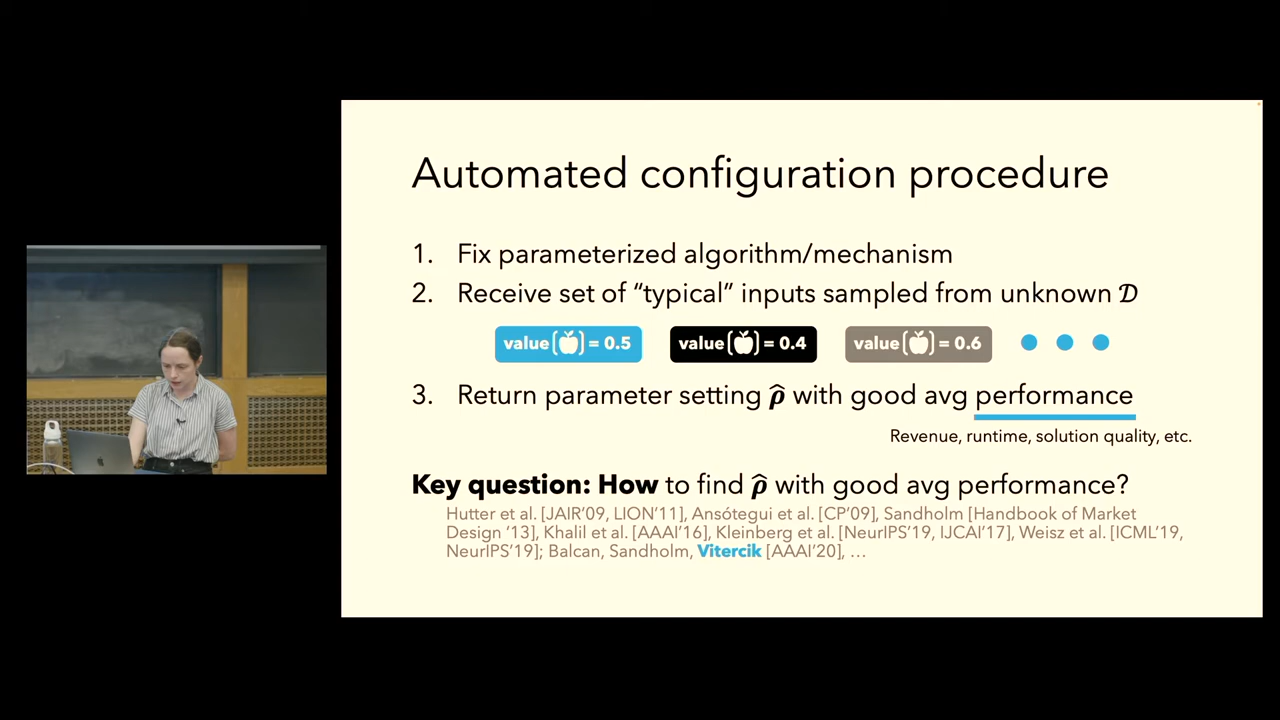 Automated configuration procedure
1. Fix parameterized algorithm/mechanism
2. Receive set of “typical” inputs sampled from unknown 𝒟
value( ) = 0.5 value( ) = 0.4 value( ) = 0.6
3. Return parameter setting ρ̂ with good avg performance
Revenue, runtime, solution quality, etc.
Key question: How to find ρ̂ with good avg performance?
Hutter et al. [JAIR’09, LION’11], Ansótegui et al. [CP’09], Sandholm [Handbook of Market
Design ‘13], Khalil et al. [AAAI’16], Kleinberg et al. [NeurIPS’19, IJCAI’17], Weisz et al. [ICML’19,
NeurIPS’19]; Balcan, Sandholm, Vitercik [AAAI’20], …